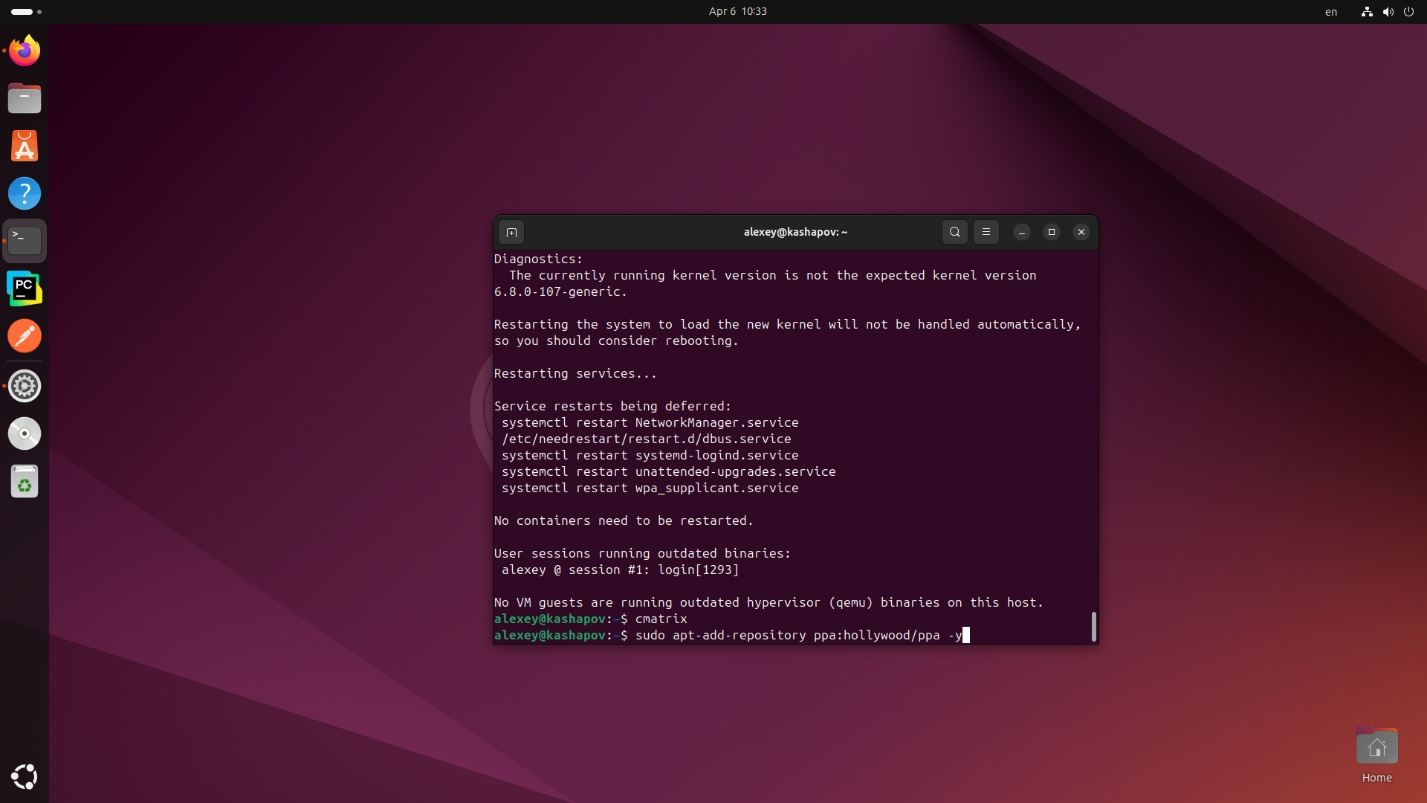 Apr 6 10:33
en
alexey@kashapov: ~
Diagnostics:
The currently running kernel version is not the expected kernel version
6.8.0-107-generic.
Restarting the system to load the new kernel will not be handled automatically,
so you should consider rebooting.
Restarting services...
Service restarts being deferred:
systemctl restart NetworkManager.service
/etc/needrestart/restart.d/dbus.service
systemctl restart systemd-logind.service
systemctl restart unattended-upgrades.service
systemctl restart wpa_supplicant.service
No containers need to be restarted.
User sessions running outdated binaries:
alexey @ session #1: login[1293]
No VM guests are running outdated hypervisor (qemu) binaries on this host.
alexey@kashapov:~$ cmatrix
alexey@kashapov:~$ sudo apt-add-repository ppa:hollywood/ppa -y
PC
Home